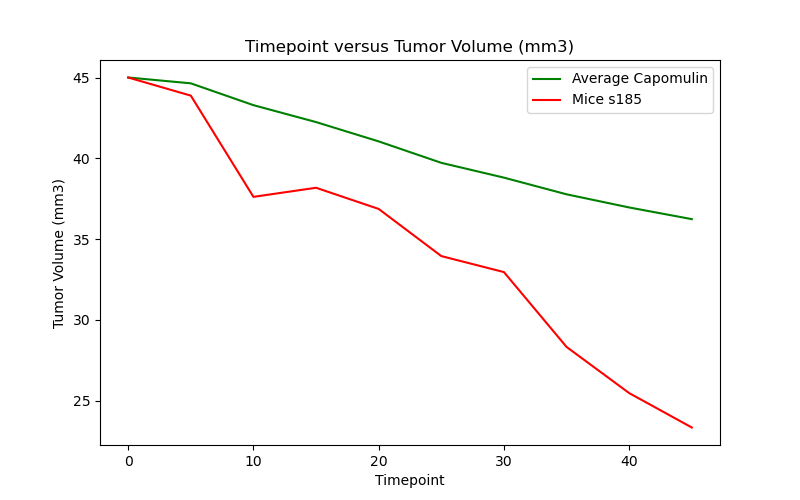 Timepoint versus Tumor Volume (mm3)
Average Capomulin
Mice s185
Tumor Volume (mm3)
45
40
35
30
25
0 10 20 30 40
Timepoint